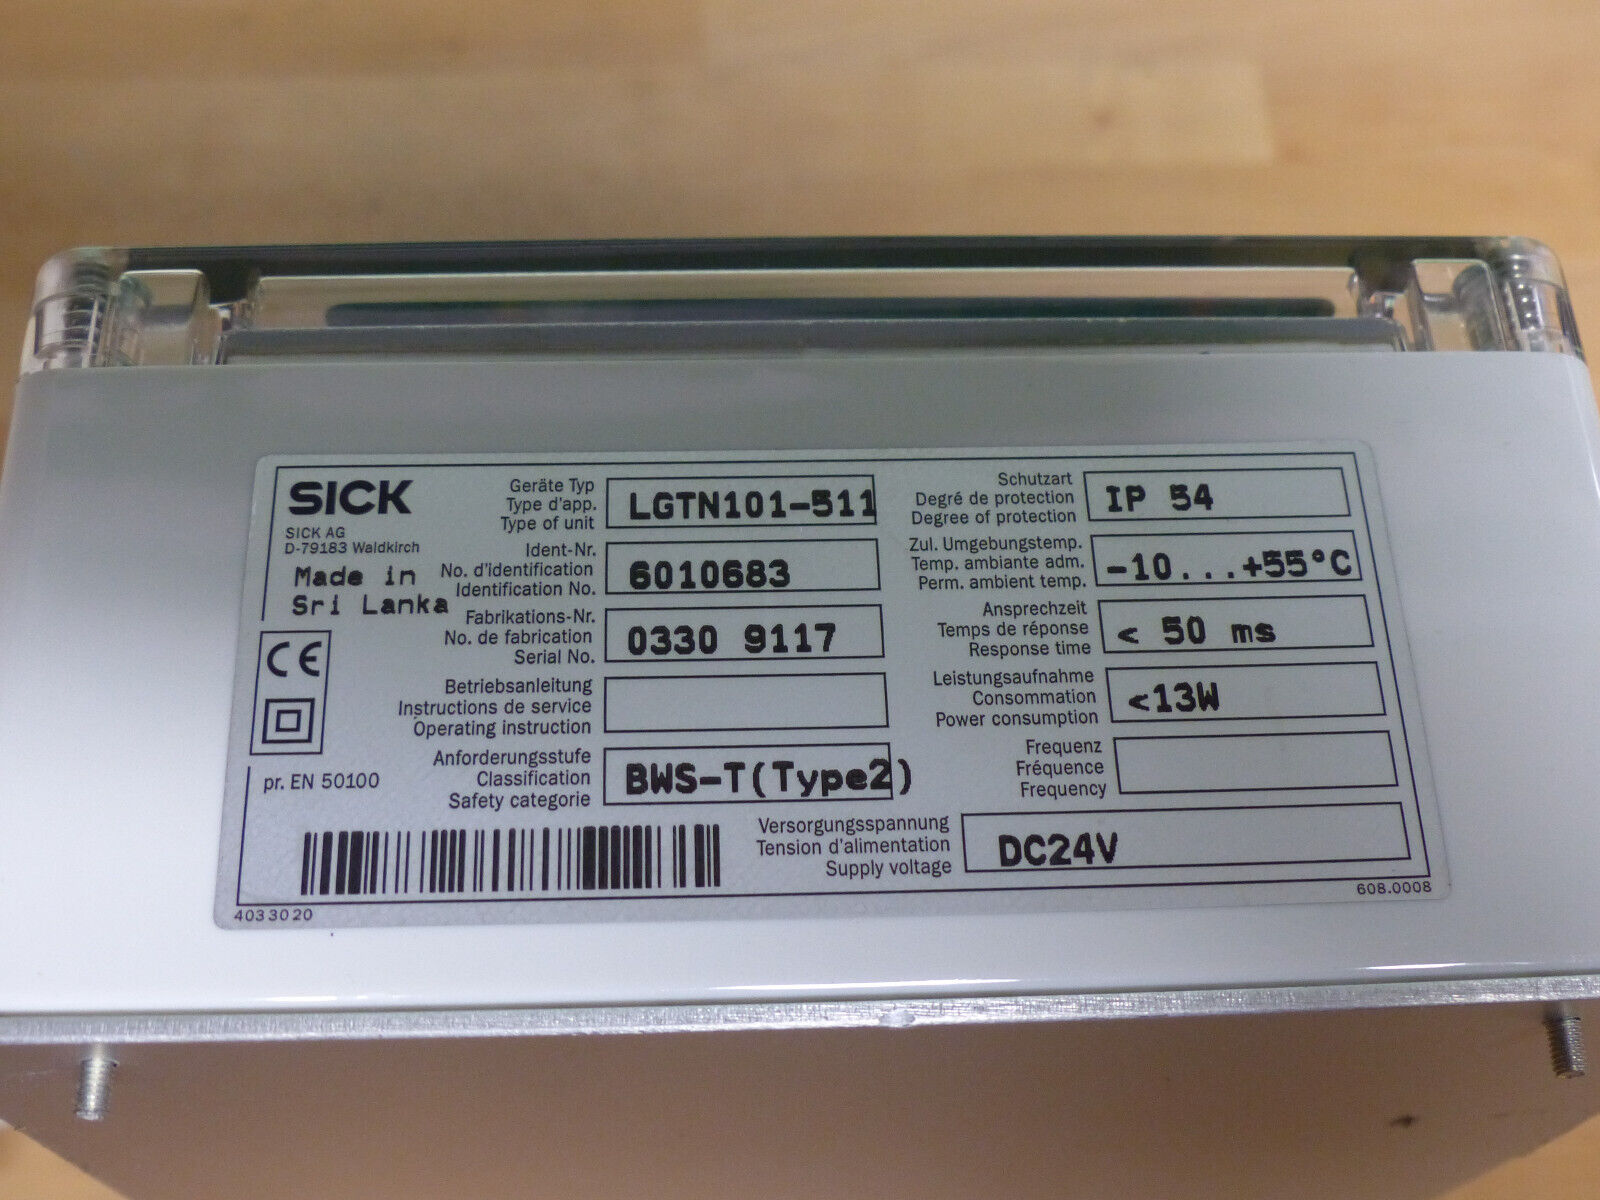 SICK
SICK AG
D-79183 Waldkirch
Made in
Sri Lanka
CE
pr. EN 50100
Geräte Typ
Type d'app.
Type of unit
LGTN101-511
Ident-Nr.
No. d'identification
Identification No.
6010683
Fabrikations-Nr.
No. de fabrication
Serial No.
0330 9117
Betriebsanleitung
Instructions de service
Operating instruction
Anforderungsstufe
Classification
Safety categorie
BWS-T(Type2)
Schutzart
Degré de protection
Degree of protection
IP 54
Zul. Umgebungstemp.
Temp. ambiante adm.
Perm. ambient temp.
-10...+55°C
Ansprechzeit
Temps de réponse
Response time
< 50 ms
Leistungsaufnahme
Consommation
Power consumption
<13W
Frequenz
Fréquence
Frequency
Versorgungsspannung
Tension d'alimentation
Supply voltage
DC24V
4033020
608.0008